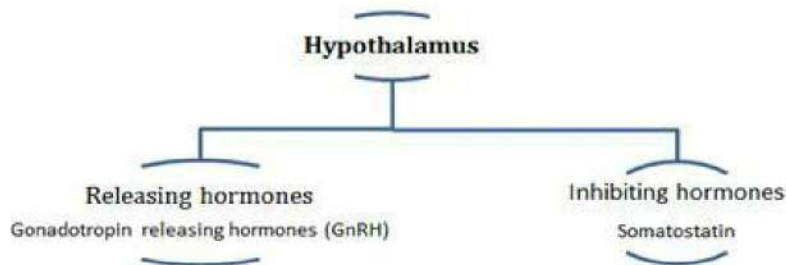 Hypothalamus
Releasing hormones
Gonadotropin releasing hormones (GnRH)
Inhibiting hormones
Somatostatin